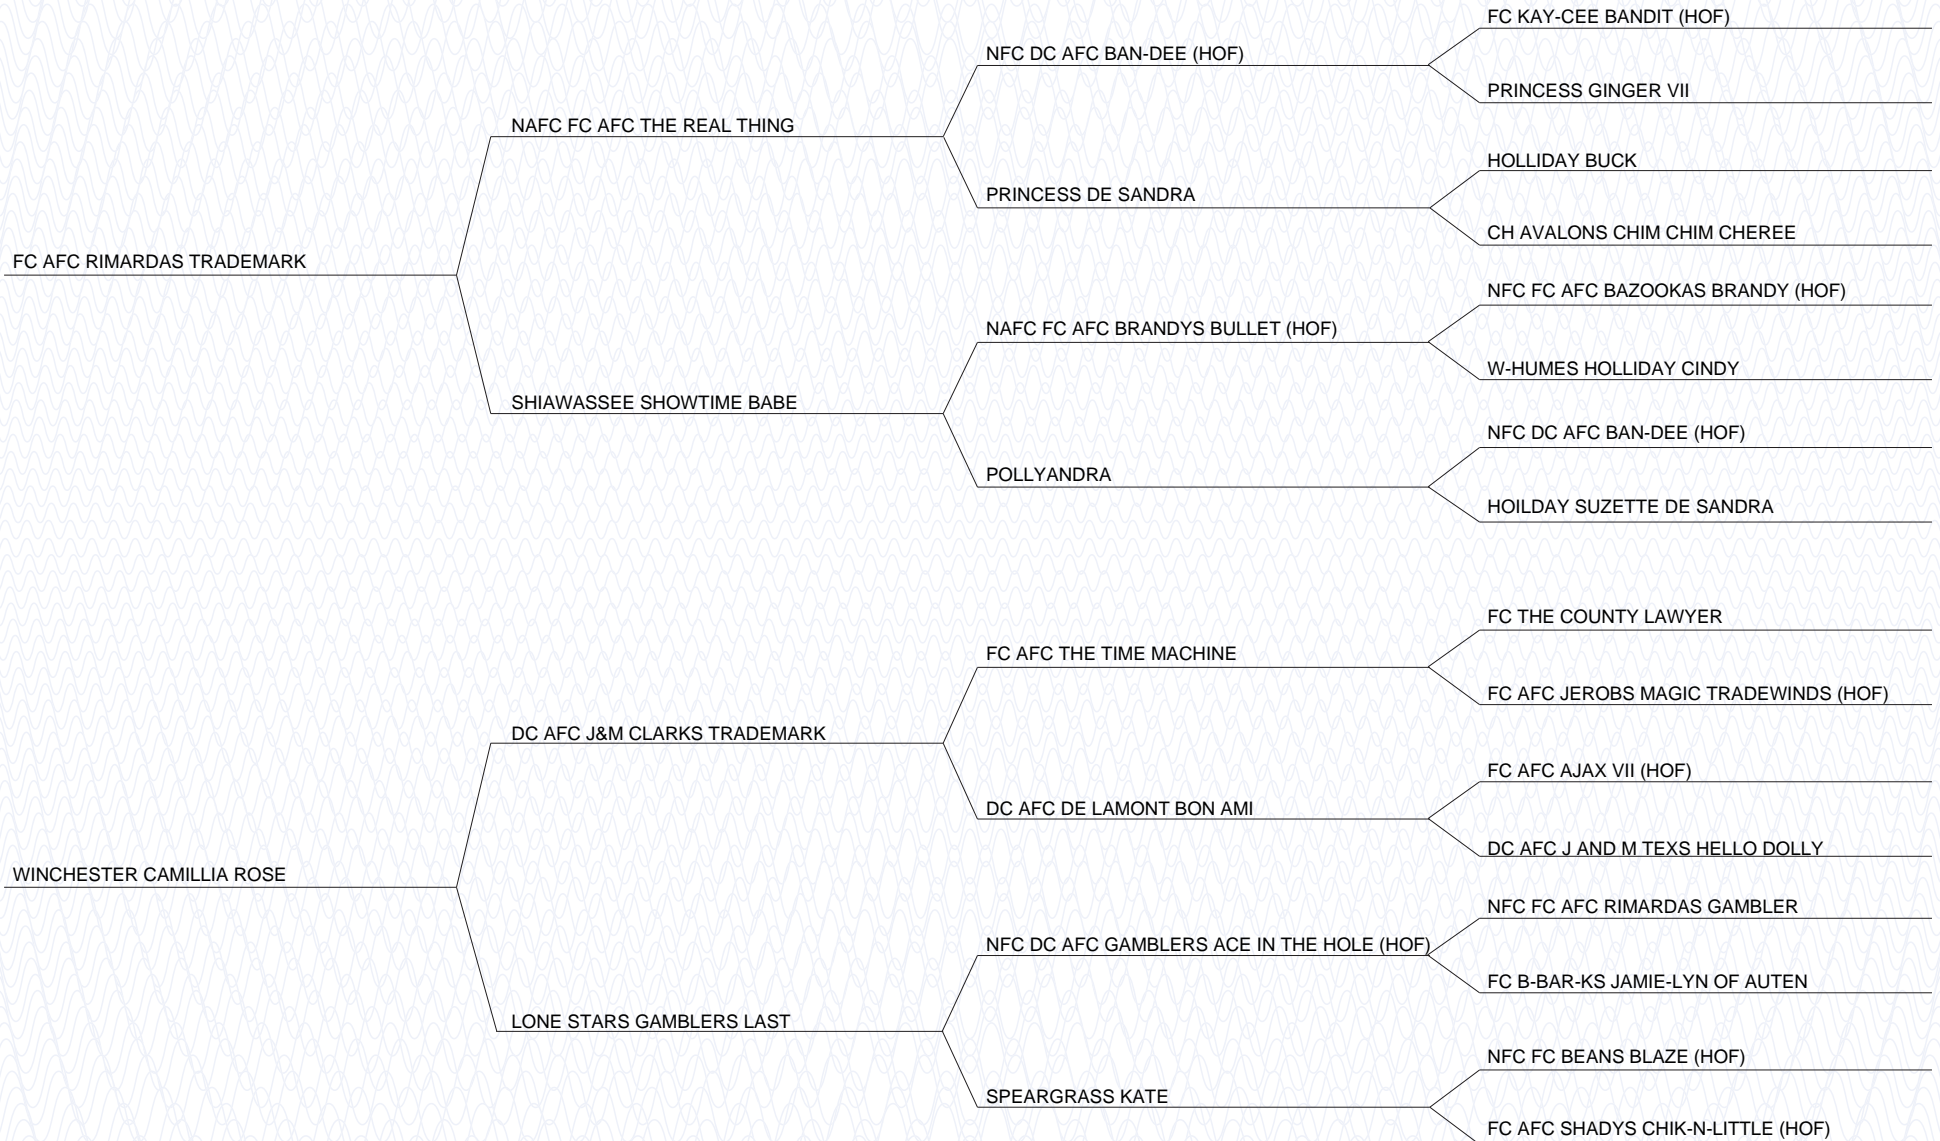 FC KAY-CEE BANDIT (HOF)
NFC DC AFC BAN-DEE (HOF)
PRINCESS GINGER VII
NAFC FC AFC THE REAL THING
HOLLIDAY BUCK
PRINCESS DE SANDRA
CH AVALONS CHIM CHIM CHEREE
FC AFC RIMARDAS TRADEMARK
NFC FC AFC BAZOOKAS BRANDY (HOF)
NAFC FC AFC BRANDYS BULLET (HOF)
W-HUMES HOLLIDAY CINDY
SHIAWASSEE SHOWTIME BABE
NFC DC AFC BAN-DEE (HOF)
POLLYANDRA
HOILDAY SUZETTE DE SANDRA
FC THE COUNTY LAWYER
FC AFC THE TIME MACHINE
FC AFC JEROBS MAGIC TRADEWINDS (HOF)
DC AFC J&M CLARKS TRADEMARK
FC AFC AJAX VII (HOF)
DC AFC DE LAMONT BON AMI
DC AFC J AND M TEXS HELLO DOLLY
WINCHESTER CAMILLIA ROSE
NFC FC AFC RIMARDAS GAMBLER
NFC DC AFC GAMBLERS ACE IN THE HOLE (HOF)
FC B-BAR-KS JAMIE-LYN OF AUTEN
LONE STARS GAMBLERS LAST
NFC FC BEANS BLAZE (HOF)
SPEARGRASS KATE
FC AFC SHADYS CHIK-N-LITTLE (HOF)